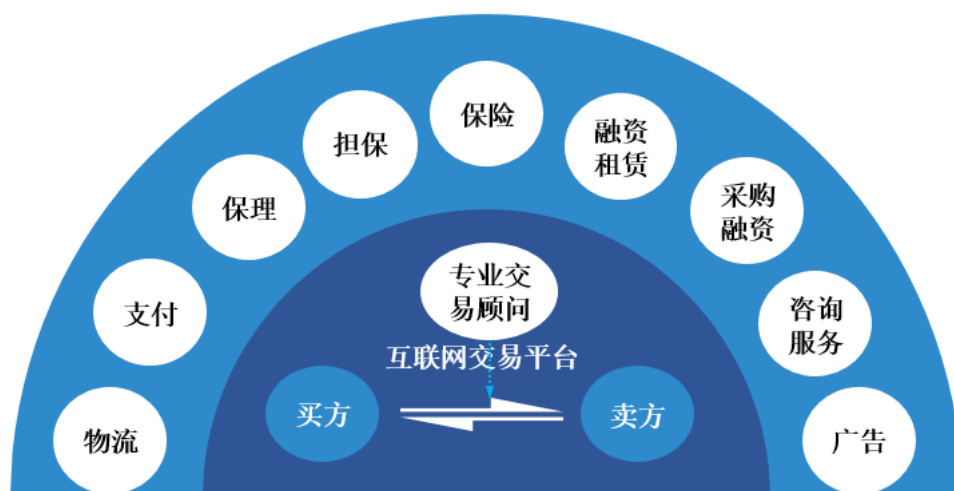 保险
担保
融资
租赁
保理
采购
融资
支付
咨询
服务
物流
广告
专业交
易顾问
互联网交易平台
买方
卖方